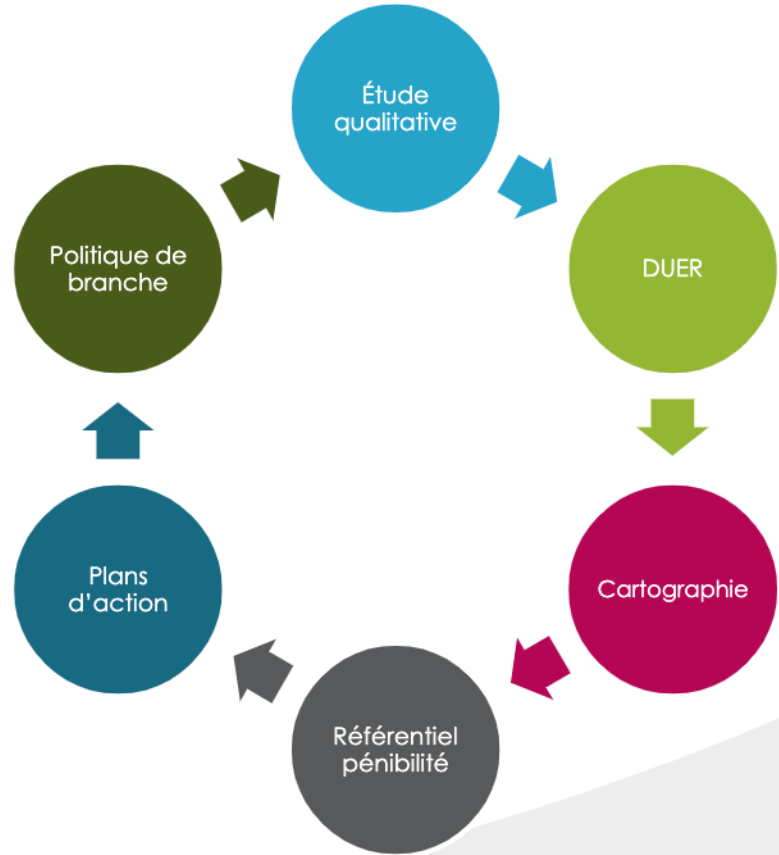 Étude
qualitative
DUER
Cartographie
Référentiel
pénibilité
Plans
d’action
Politique de
branche